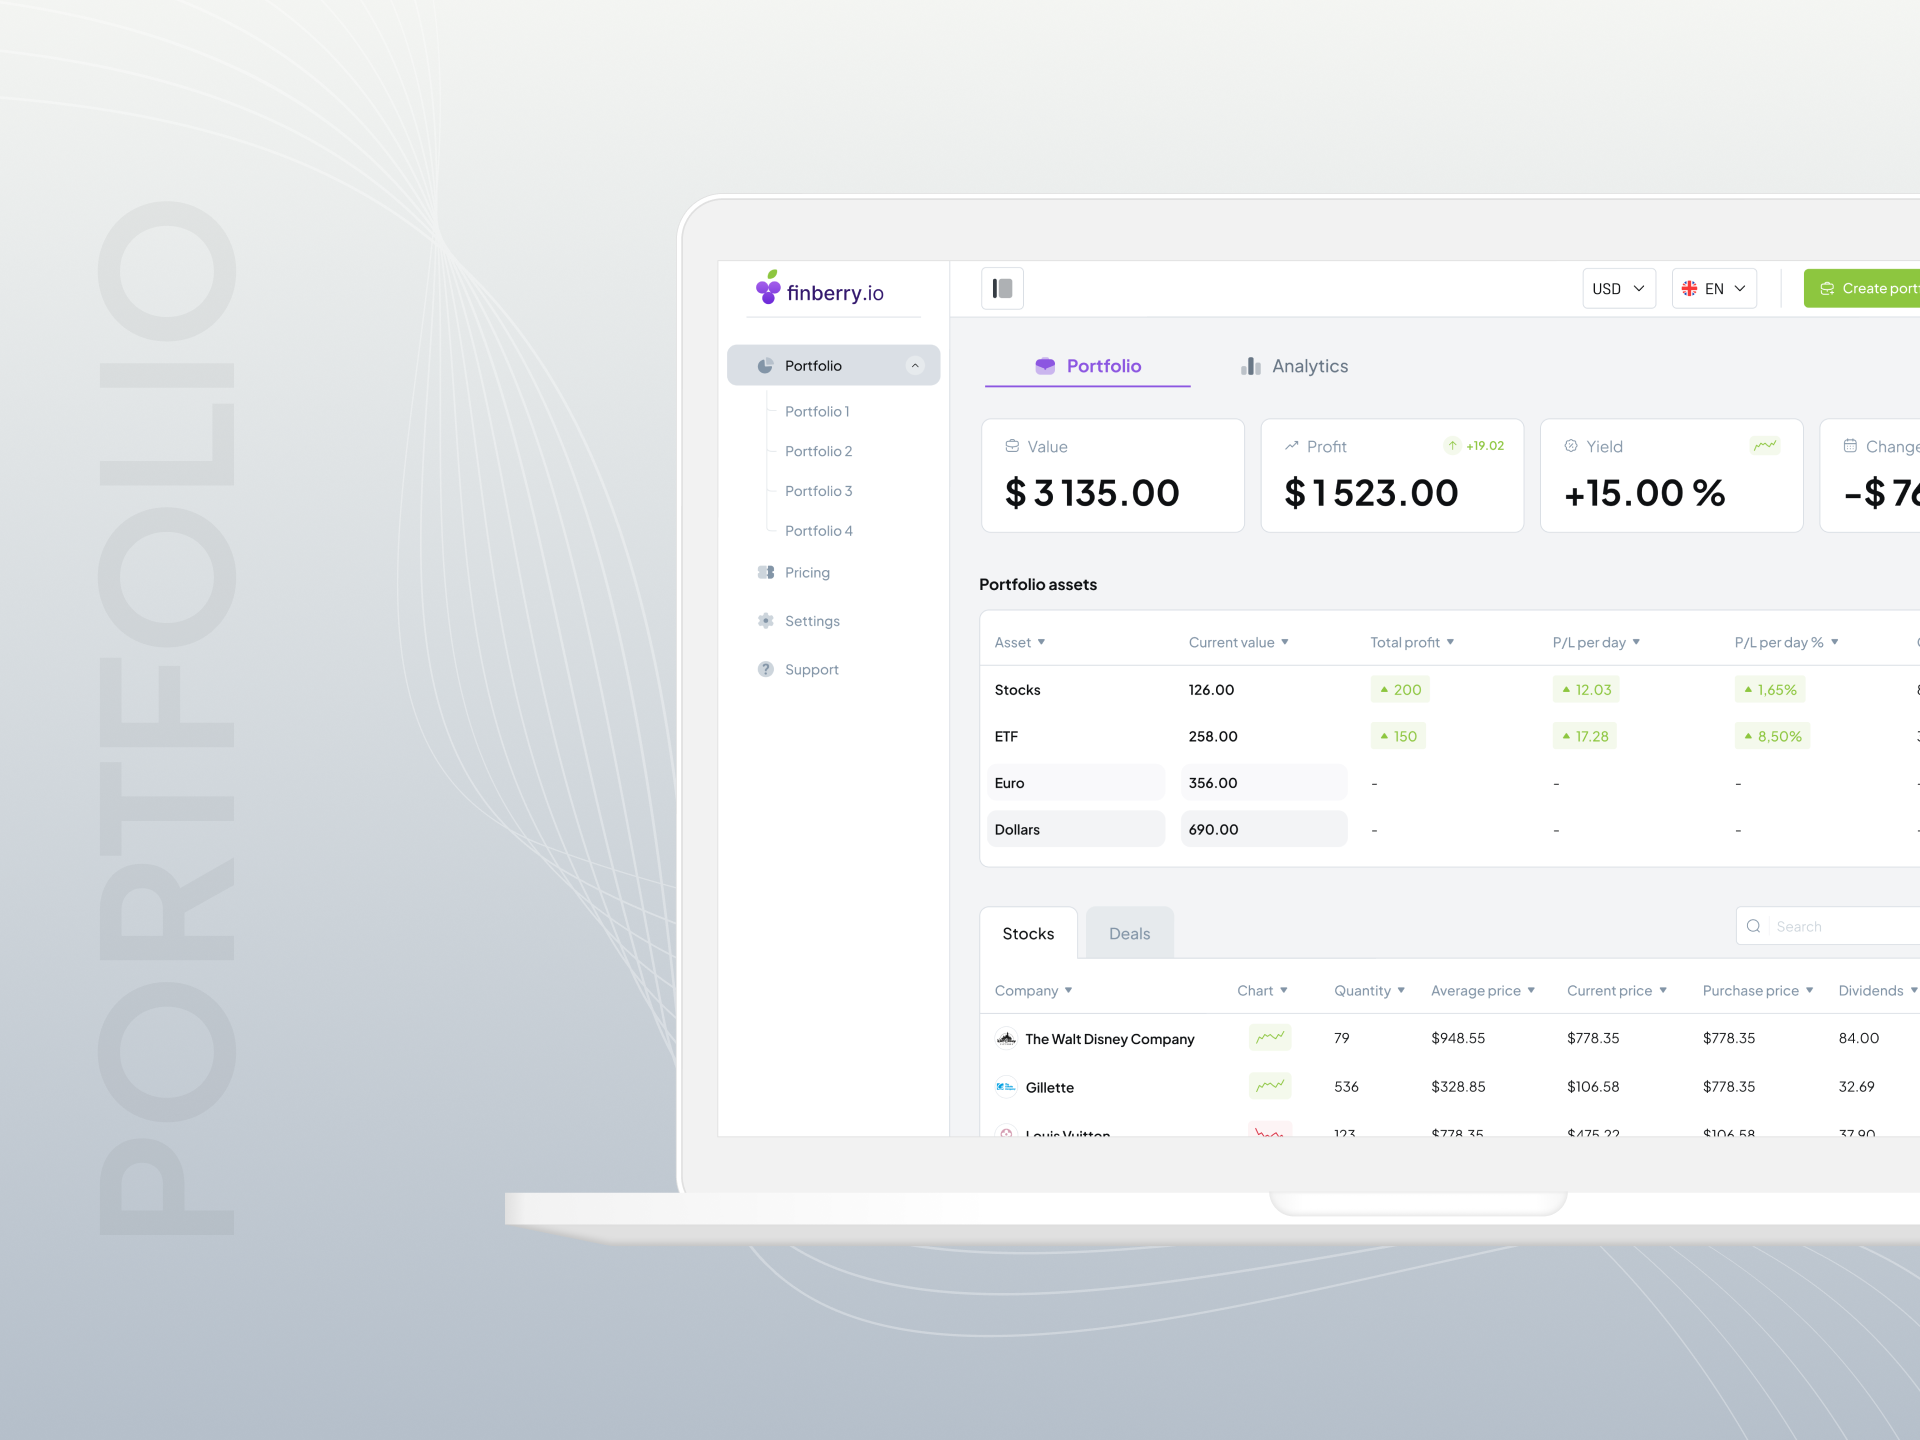 PORTFOLIO
finberry.io
USD
EN
Create port
Portfolio
Portfolio 1
Portfolio 2
Portfolio 3
Portfolio 4
Pricing
Settings
Support
Portfolio
Analytics
Value
$ 3 135.00
Profit
+19.02
$ 1 523.00
Yield
+15.00 %
Change
-$ 76
Portfolio assets
Asset Current value Total profit P/L per day P/L per day %
Stocks 126.00 200 12.03 1,65%
ETF 258.00 150 17.28 8,50%
Euro 356.00 - - -
Dollars 690.00 - - -
Stocks
Deals
Search
Company Chart Quantity Average price Current price Purchase price Dividends
The Walt Disney Company 79 $948.55 $778.35 $778.35 84.00
Gillette 536 $328.85 $106.58 $778.35 32.69
Louis Vuitton 123 $778.35 $475.22 $106.58 37.90